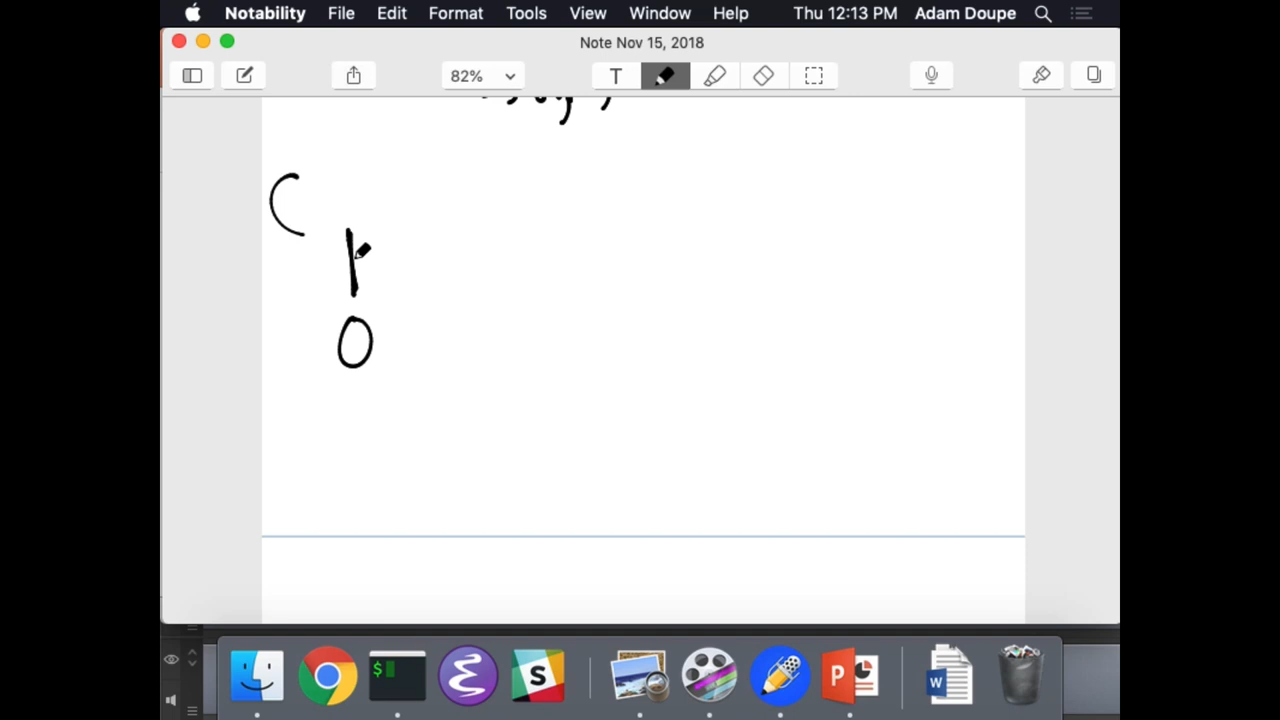 Notability File Edit Format Tools View Window Help Thu 12:13 PM Adam Doupe
Note Nov 15, 2018
82% T
C
0
$ S P W